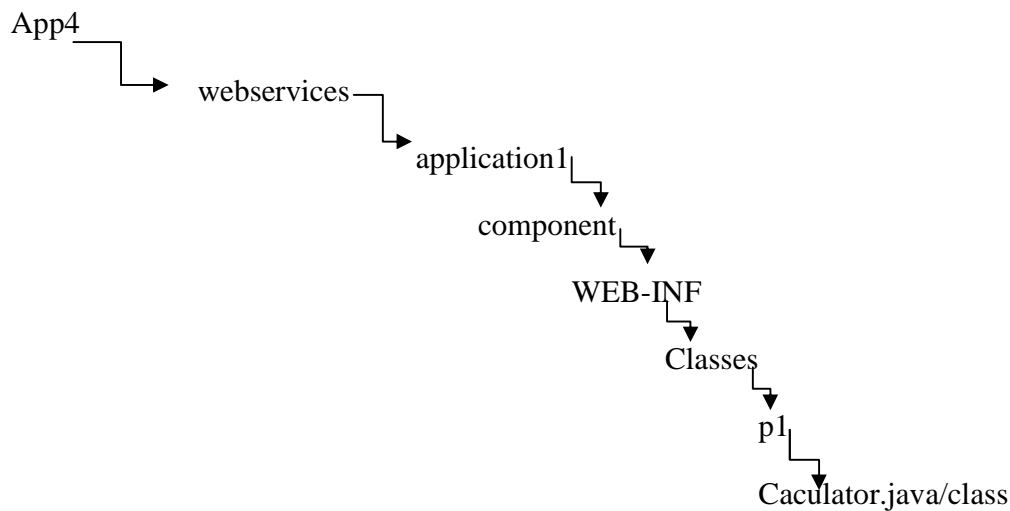 App4
webservices
application1
component
WEB-INF
Classes
p1
Caculator.java/class